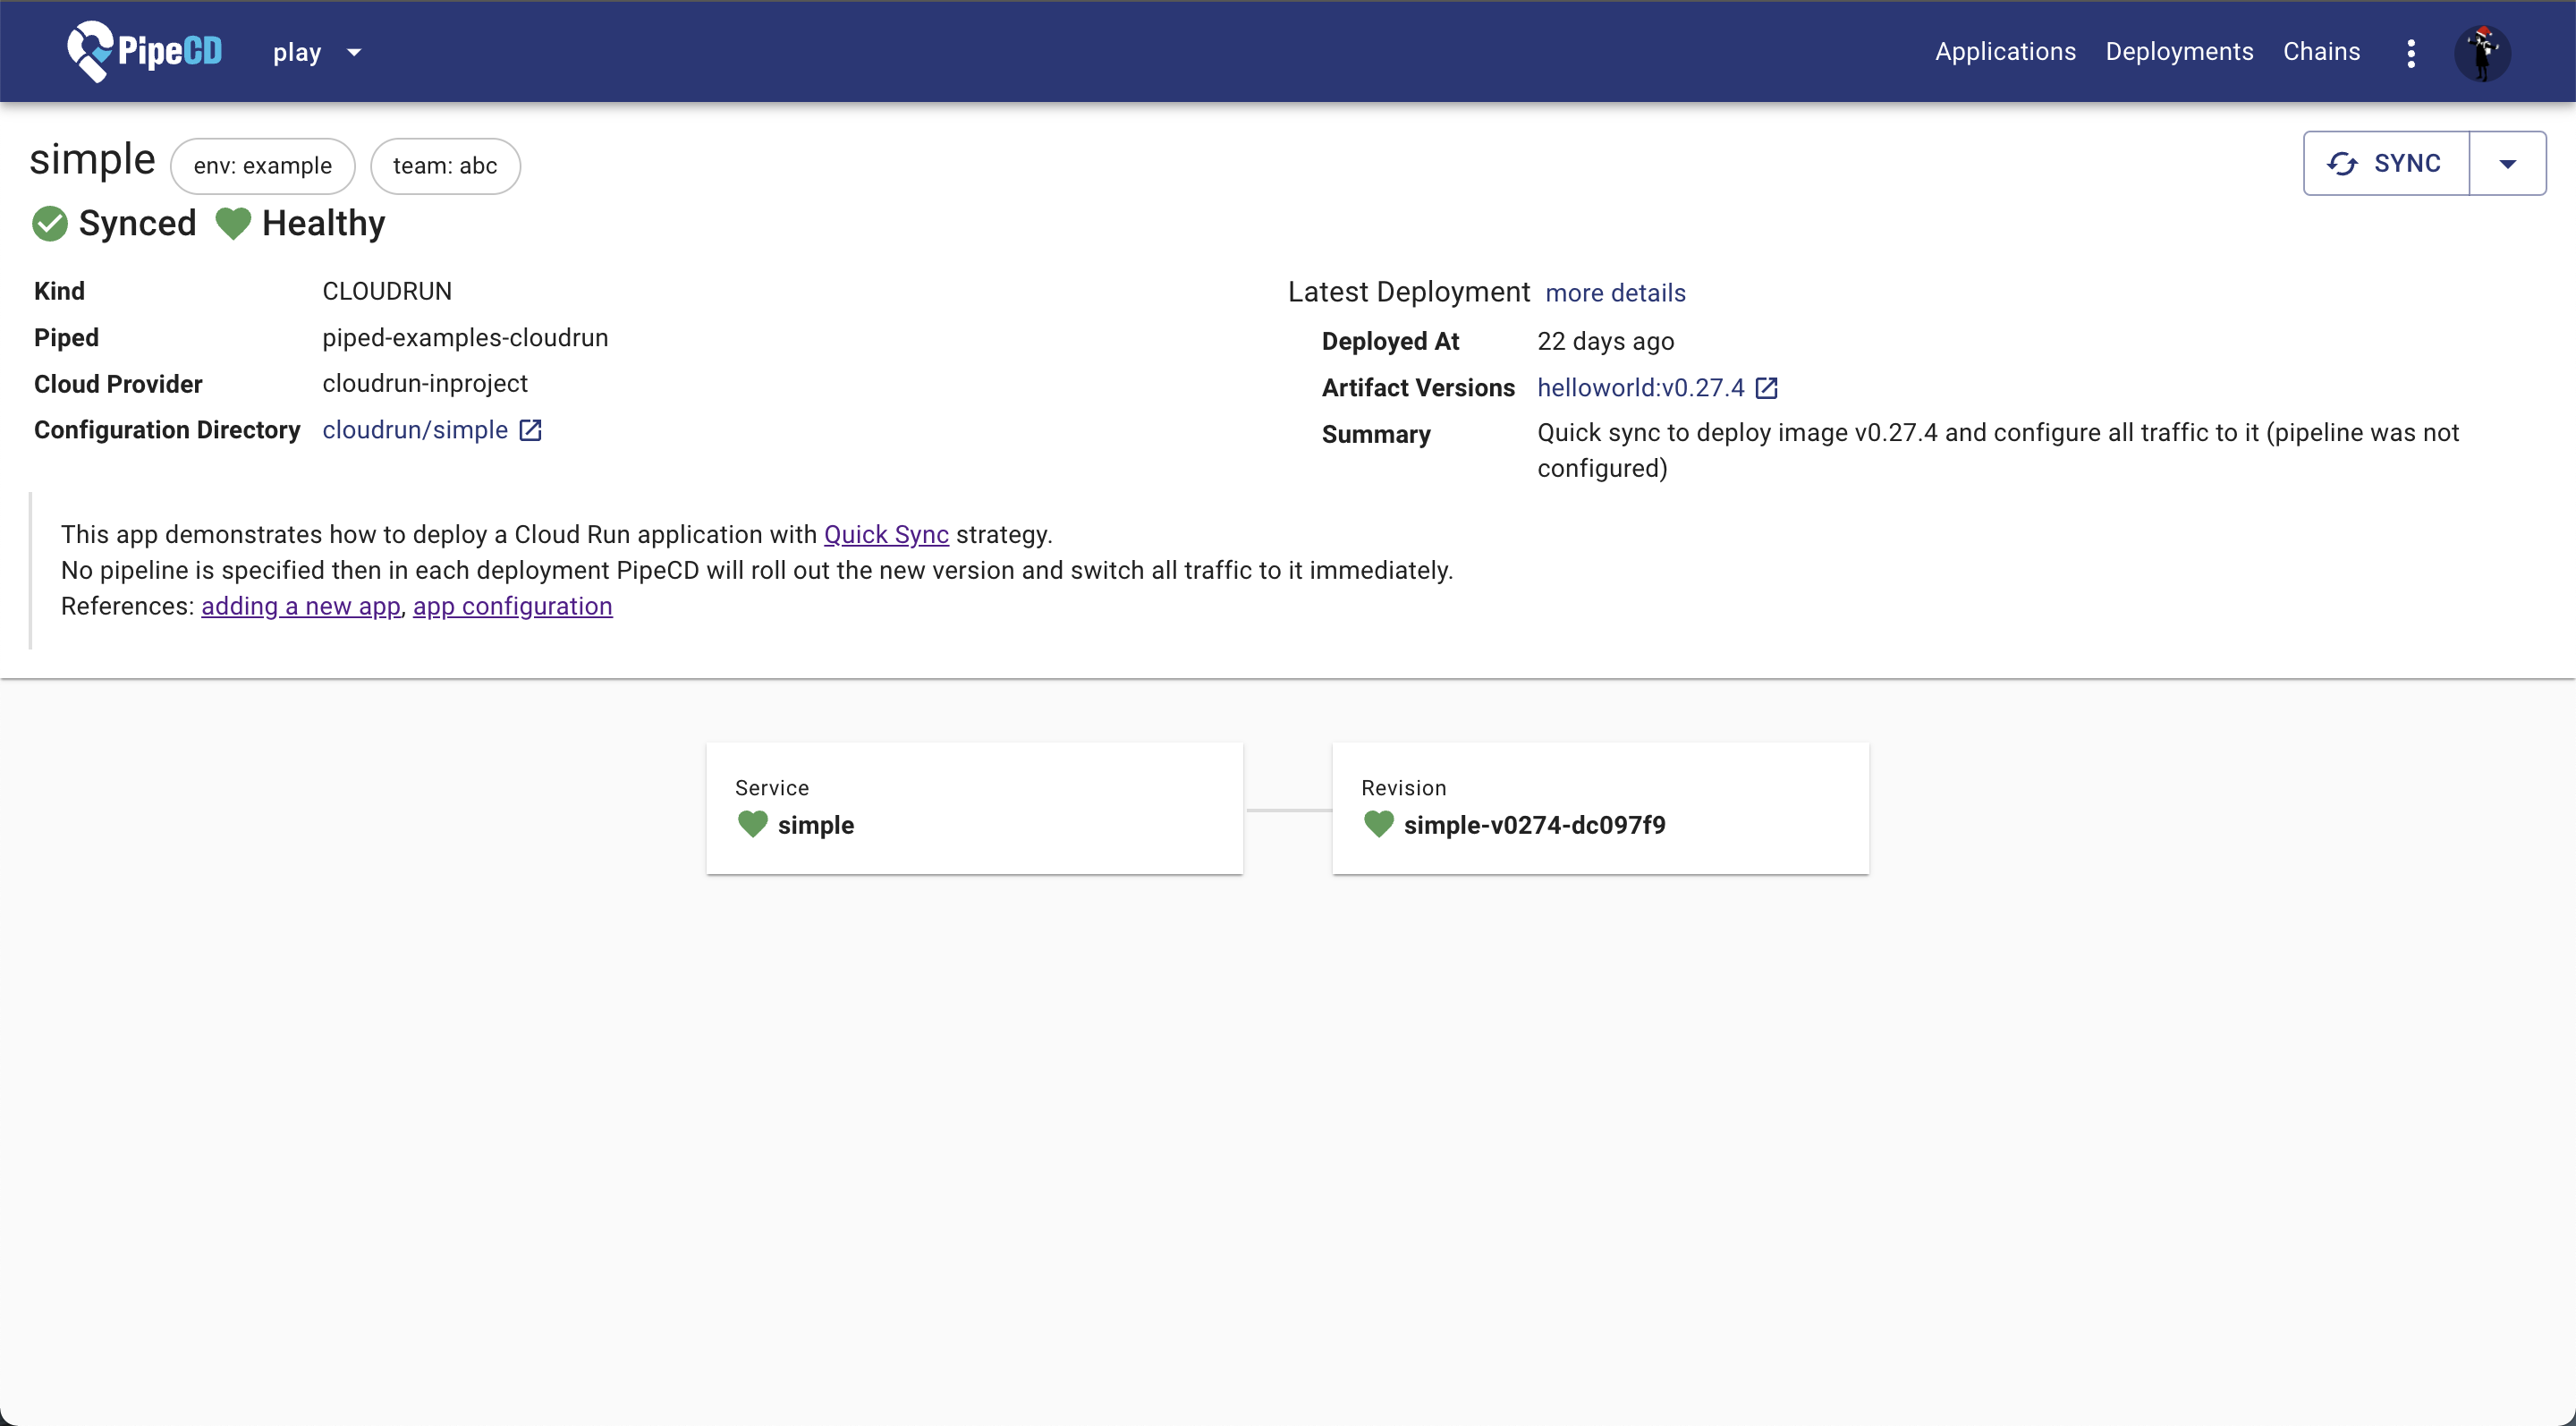 PipeCD play Applications Deployments Chains
simple env: example team: abc SYNC
Synced Healthy
Kind CLOUDRUN
Piped piped-examples-cloudrun
Cloud Provider cloudrun-inproject
Configuration Directory cloudrun/simple
Latest Deployment more details
Deployed At 22 days ago
Artifact Versions helloworld:v0.27.4
Summary Quick sync to deploy image v0.27.4 and configure all traffic to it (pipeline was not
configured)
This app demonstrates how to deploy a Cloud Run application with Quick Sync strategy.
No pipeline is specified then in each deployment PipeCD will roll out the new version and switch all traffic to it immediately.
References: adding a new app, app configuration
Service
simple
Revision
simple-v0274-dc097f9